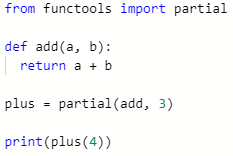 from functools import partial
def add(a, b):
return a + b
plus = partial(add, 3)
print(plus(4))